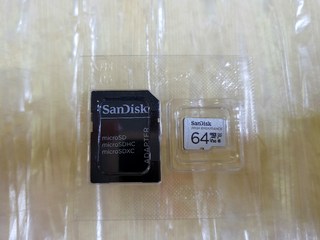 SanDisk
microSD
microSDHC
microSDXC
ADAPTER
SanDisk
64